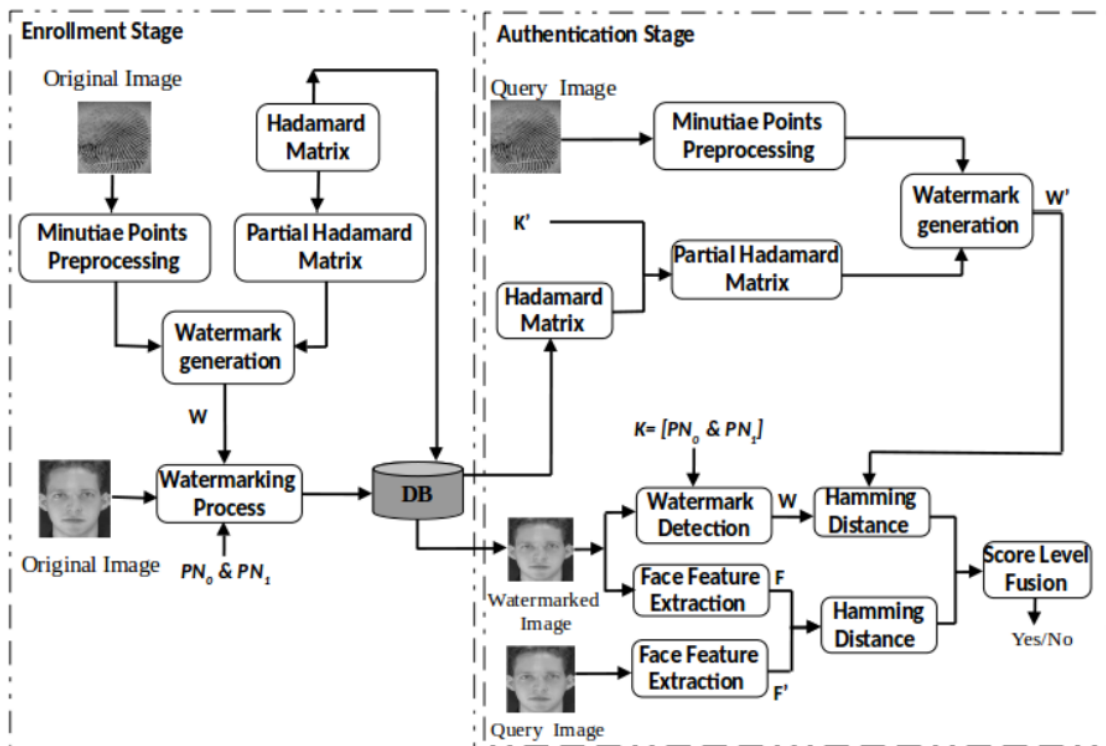 Enrollment Stage
Original Image
Hadamard
Matrix
Minutiae Points
Preprocessing
Partial Hadamard
Matrix
Watermark
generation
W
Watermarking
Process
DB
Original Image
PN₀ & PN₁
Authentication Stage
Query Image
Minutiae Points
Preprocessing
Watermark
generation
W'
K'
Partial Hadamard
Matrix
Hadamard
Matrix
K= [PN₀ & PN₁]
Watermark
Detection
W
Hamming
Distance
Score Level
Fusion
Yes/No
Face Feature
Extraction
F
Hamming
Distance
Watermarked
Image
Face Feature
Extraction
F'
Query Image